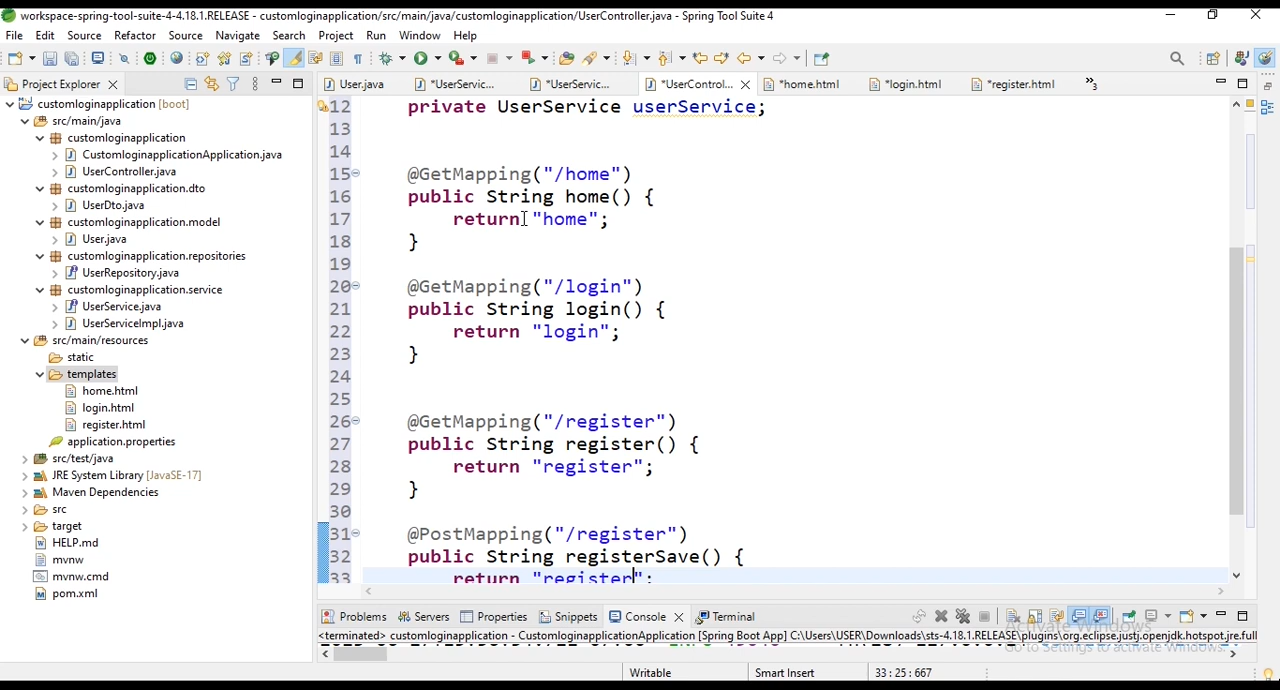 workspace-spring-tool-suite-4-4.18.1.RELEASE - customloginapplication/src/main/java/customloginapplication/UserController.java - Spring Tool Suite 4
File Edit Source Refactor Source Navigate Search Project Run Window Help
Project Explorer
User.java *"UserServic... *"UserServic... *UserControl... *home.html *login.html *register.html »3
customloginapplication [boot]
src/main/java
customloginapplication
CustomloginapplicationApplication.java
UserController.java
customloginapplication.dto
UserDto.java
customloginapplication.model
User.java
customloginapplication.repositories
UserRepository.java
customloginapplication.service
UserService.java
UserServiceImpl.java
src/main/resources
static
templates
home.html
login.html
register.html
application.properties
src/test/java
JRE System Library [JavaSE-17]
Maven Dependencies
src
target
HELP.md
mvnw
mvnw.cmd
pom.xml
12 private UserService userService;
13
14
15 @GetMapping("/home")
16 public String home() {
17 return "home";
18 }
19
20 @GetMapping("/login")
21 public String login() {
22 return "login";
23 }
24
25
26 @GetMapping("/register")
27 public String register() {
28 return "register";
29 }
30
31 @PostMapping("/register")
32 public String registerSave() {
33 return "register";
Problems Servers Properties Snippets Console Terminal
<terminated> customloginapplication - CustomloginapplicationApplication [Spring Boot App] C:\Users\USER\Downloads\sts-4.18.1.RELEASE\plugins\org.eclipse.justj.openjdk.hotspot.jre.full
Activate Windows
Go to Settings to activate Windows.
Writable Smart Insert 33 : 25 : 667